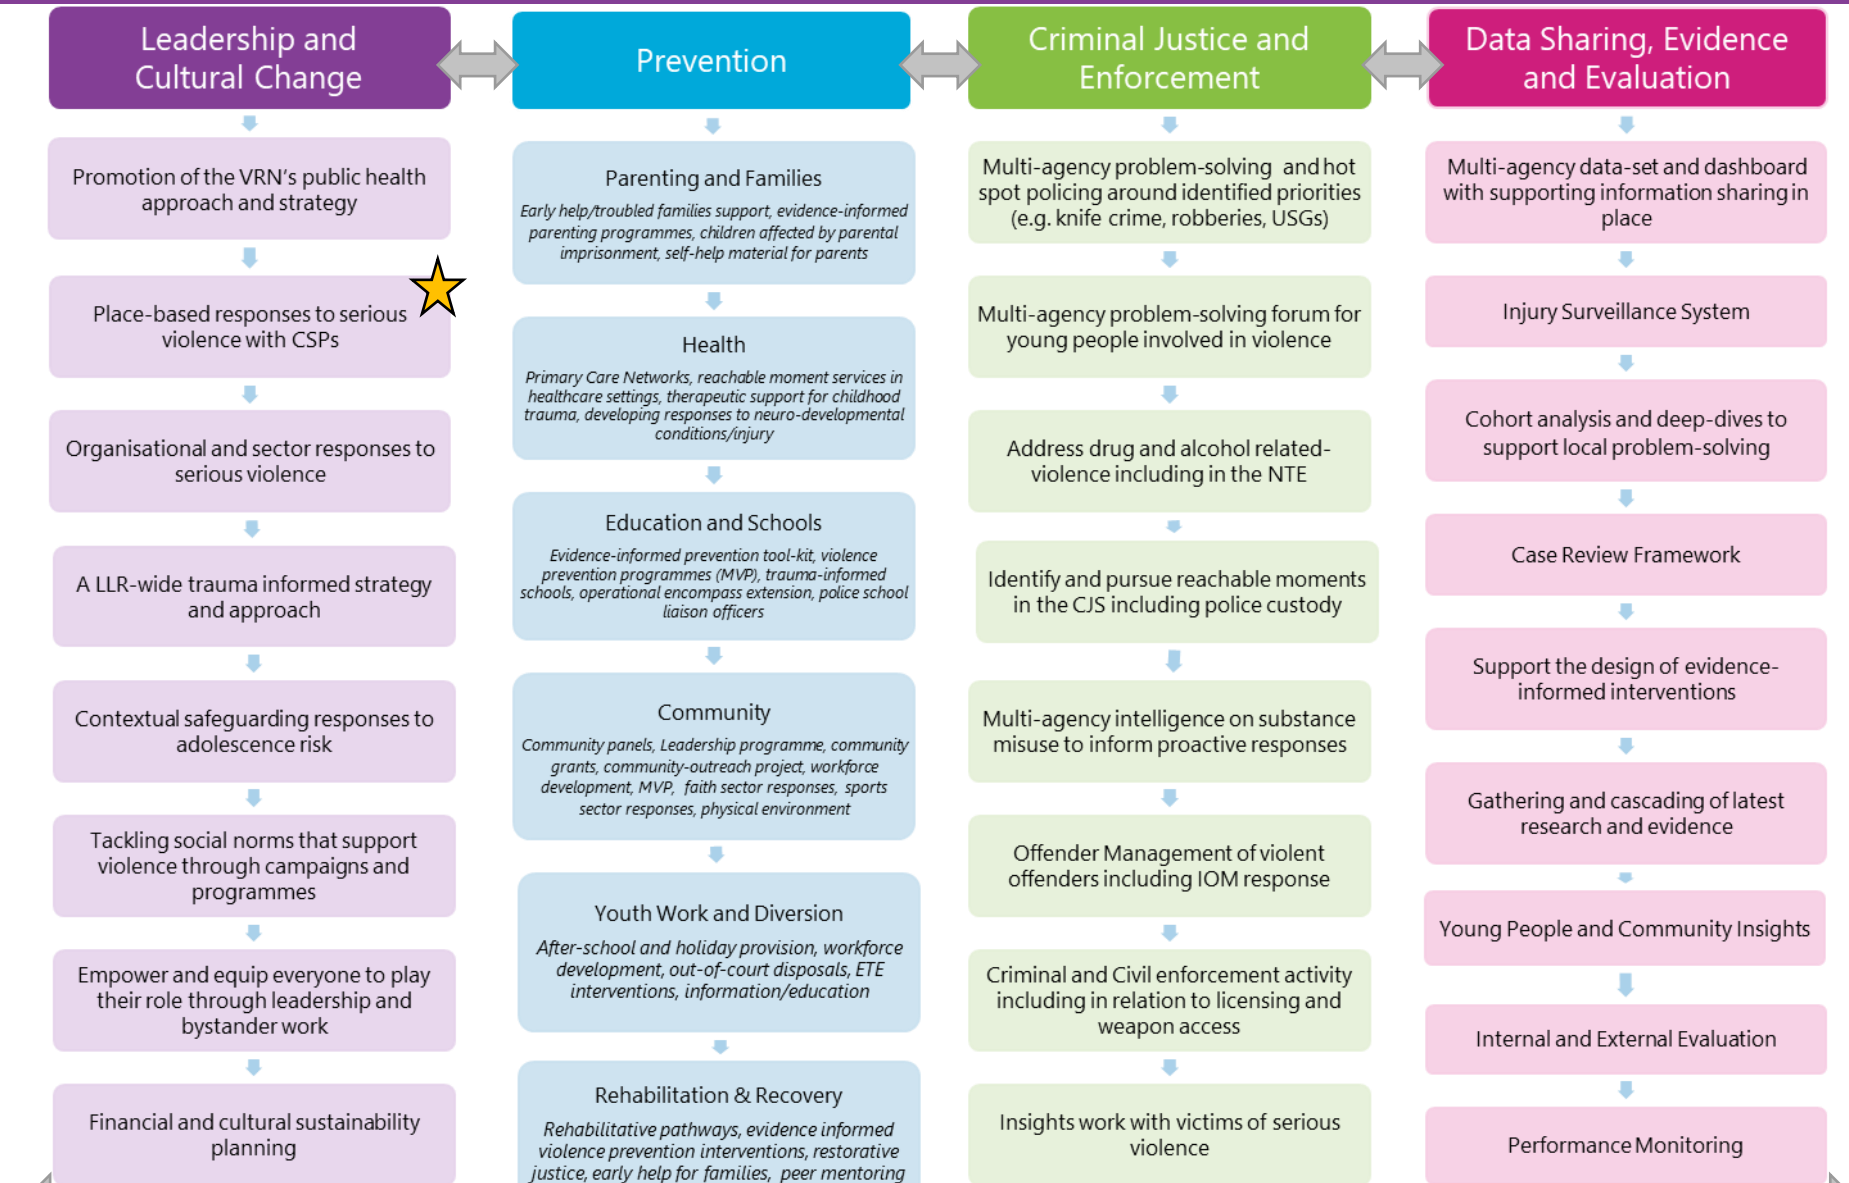 Leadership and
Cultural Change
Promotion of the VRN's public health
approach and strategy
Place-based responses to serious
violence with CSPs
Organisational and sector responses to
serious violence
A LLR-wide trauma informed strategy
and approach
Contextual safeguarding responses to
adolescence risk
Tackling social norms that support
violence through campaigns and
programmes
Empower and equip everyone to play
their role through leadership and
bystander work
Financial and cultural sustainability
planning
Prevention
Parenting and Families
Early help/troubled families support, evidence-informed
parenting programmes, children affected by parental
imprisonment, self-help material for parents
Health
Primary Care Networks, reachable moment services in
healthcare settings, therapeutic support for childhood
trauma, developing responses to neuro-developmental
conditions/injury
Education and Schools
Evidence-informed prevention tool-kit, violence
prevention programmes (MVP), trauma-informed
schools, operational encompass extension, police school
liaison officers
Community
Community panels, Leadership programme, community
grants, community-outreach project, workforce
development, MVP, faith sector responses, sports
sector responses, physical environment
Youth Work and Diversion
After-school and holiday provision, workforce
development, out-of-court disposals, ETE
interventions, information/education
Rehabilitation & Recovery
Rehabilitative pathways, evidence informed
violence prevention interventions, restorative
justice, early help for families, peer mentoring
Criminal Justice and
Enforcement
Multi-agency problem-solving and hot
spot policing around identified priorities
(e.g. knife crime, robberies, USGs)
Multi-agency problem-solving forum for
young people involved in violence
Address drug and alcohol related-
violence including in the NTE
Identify and pursue reachable moments
in the CJS including police custody
Multi-agency intelligence on substance
misuse to inform proactive responses
Offender Management of violent
offenders including IOM response
Criminal and Civil enforcement activity
including in relation to licensing and
weapon access
Insights work with victims of serious
violence
Data Sharing, Evidence
and Evaluation
Multi-agency data-set and dashboard
with supporting information sharing in
place
Injury Surveillance System
Cohort analysis and deep-dives to
support local problem-solving
Case Review Framework
Support the design of evidence-
informed interventions
Gathering and cascading of latest
research and evidence
Young People and Community Insights
Internal and External Evaluation
Performance Monitoring